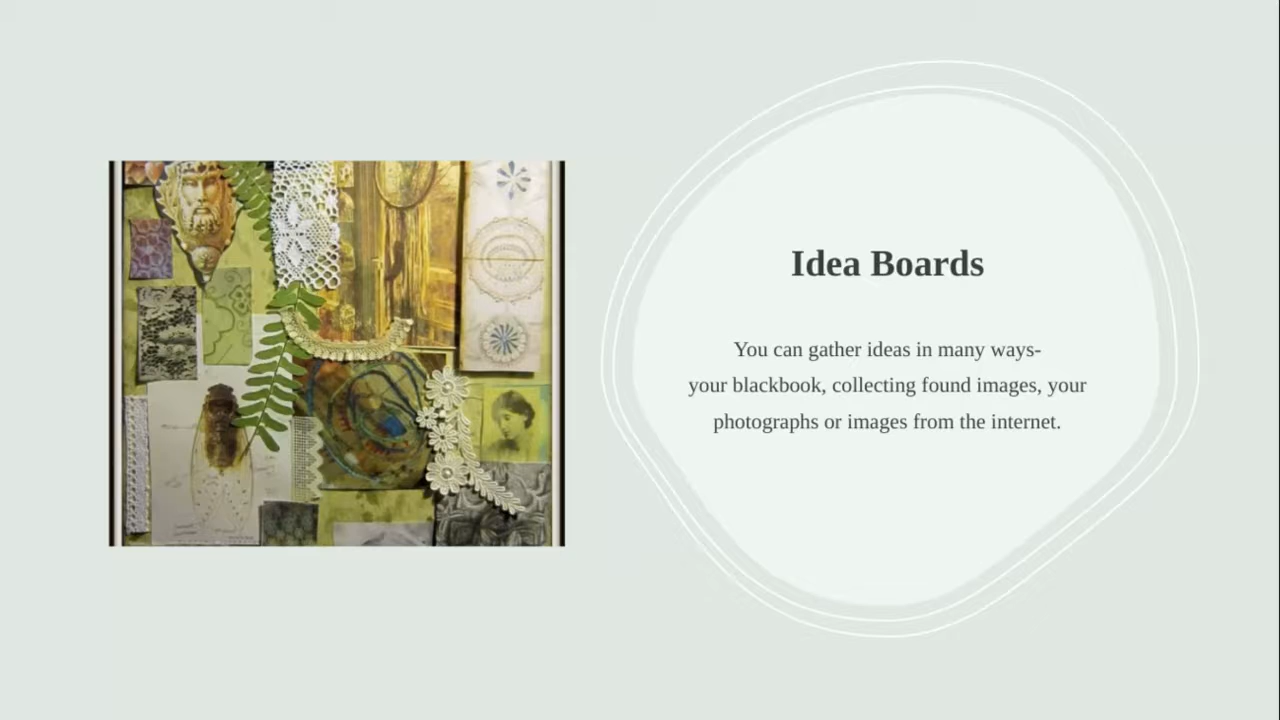 Idea Boards
You can gather ideas in many ways-
your blackbook, collecting found images, your
photographs or images from the internet.